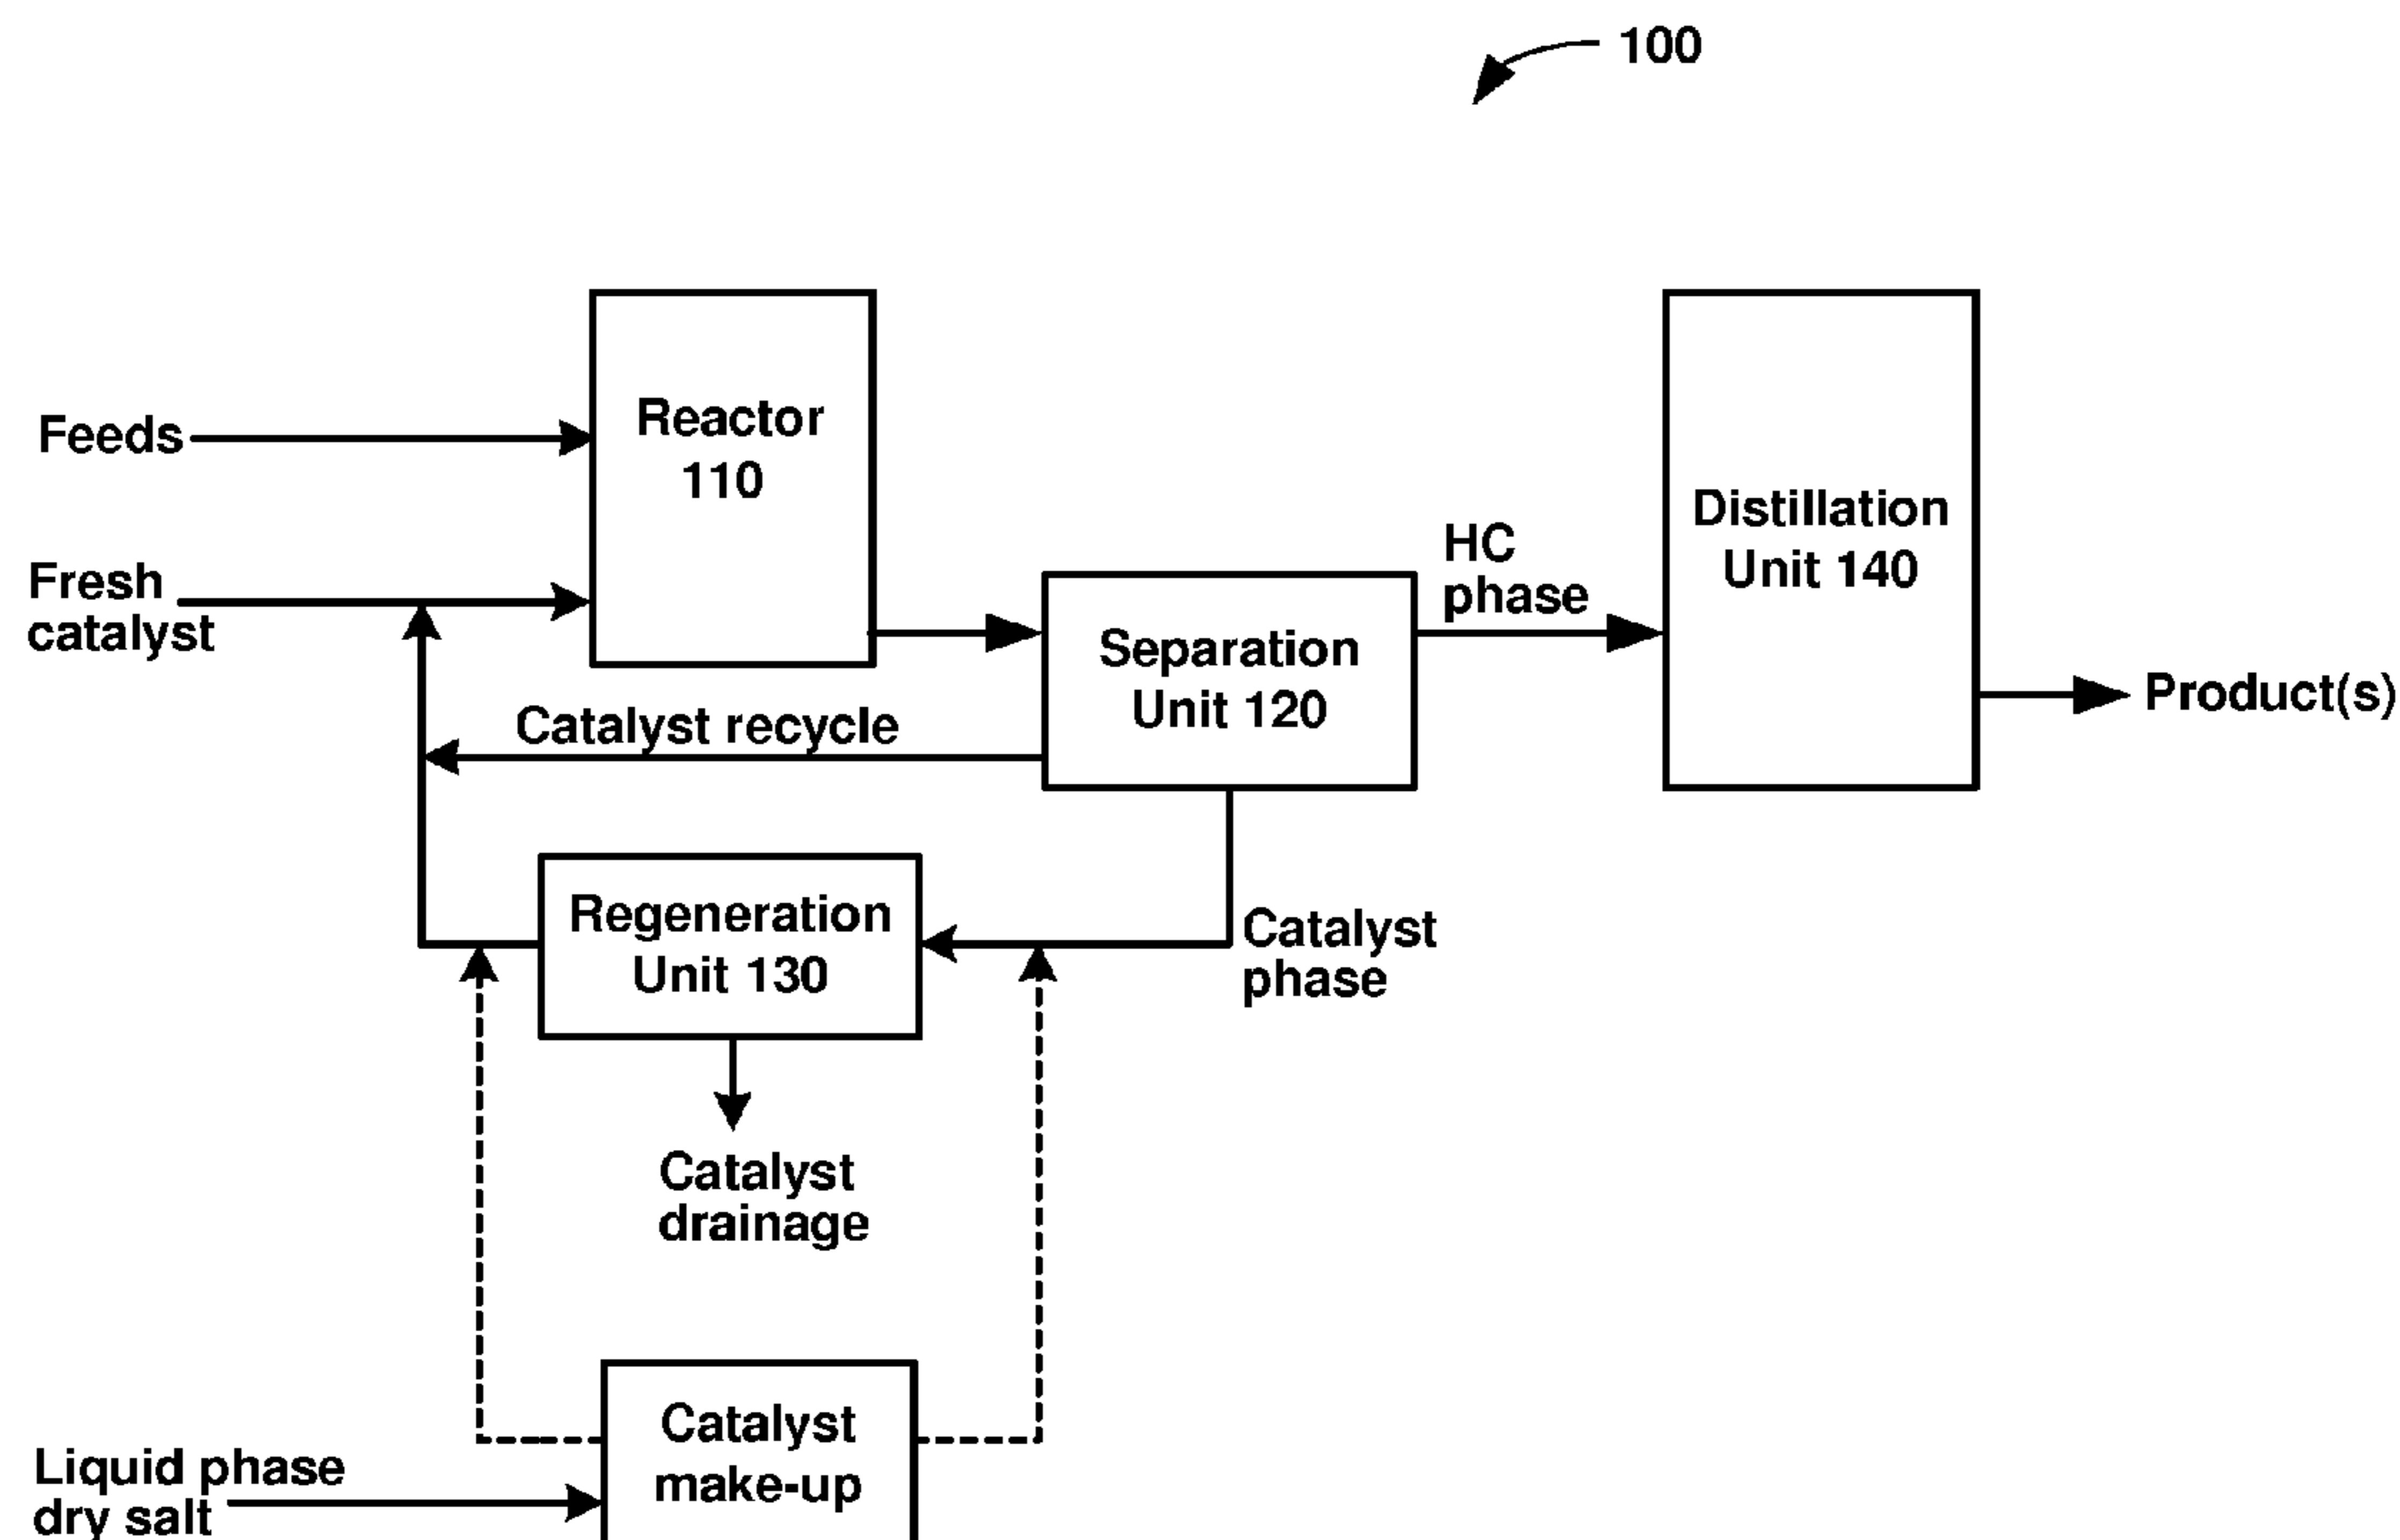 100
Feeds
Reactor
110
Fresh
catalyst
HC
phase
Distillation
Unit 140
Separation
Unit 120
Product(s)
Catalyst recycle
Regeneration
Unit 130
Catalyst
phase
Catalyst
drainage
Catalyst
make-up
Liquid phase
dry salt